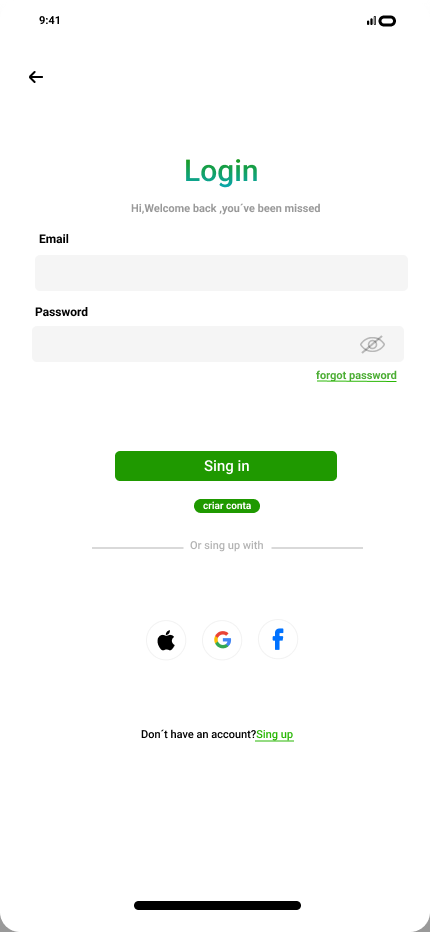 9:41
Login
Hi,Welcome back ,you´ve been missed
Email
Password
forgot password
Sing in
criar conta
Or sing up with
Don´t have an account?Sing up